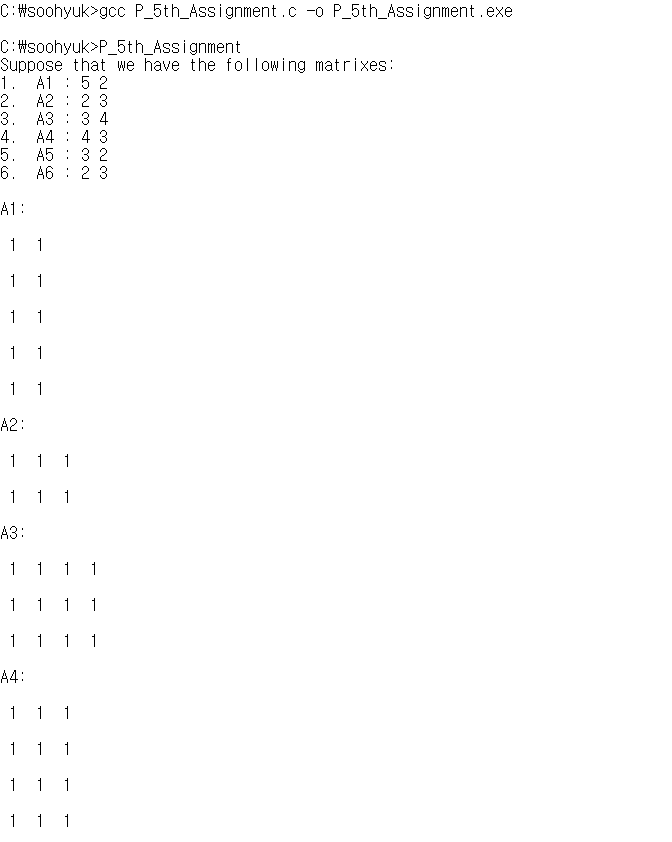 C:\soohyuk>gcc P_5th_Assignment.c -o P_5th_Assignment.exe
C:\soohyuk>P_5th_Assignment
Suppose that we have the following matrixes:
1.  A1 : 5 2
2.  A2 : 2 3
3.  A3 : 3 4
4.  A4 : 4 3
5.  A5 : 3 2
6.  A6 : 2 3
A1:
1  1
1  1
1  1
1  1
1  1
A2:
1  1  1
1  1  1
A3:
1  1  1  1
1  1  1  1
1  1  1  1
A4:
1  1  1
1  1  1
1  1  1
1  1  1